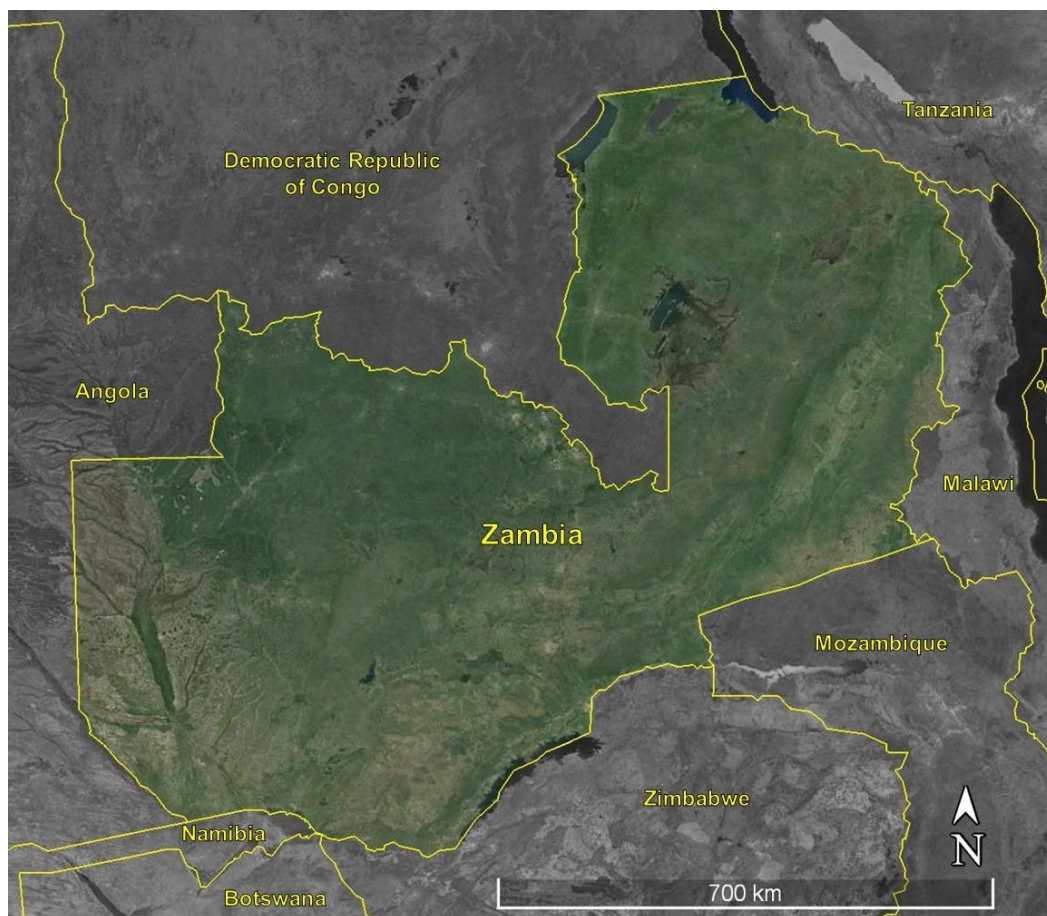 Tanzania
Democratic Republic
of Congo
Angola
Malawi
Zambia
Mozambique
Zimbabwe
Namibia
Botswana
N
700 km